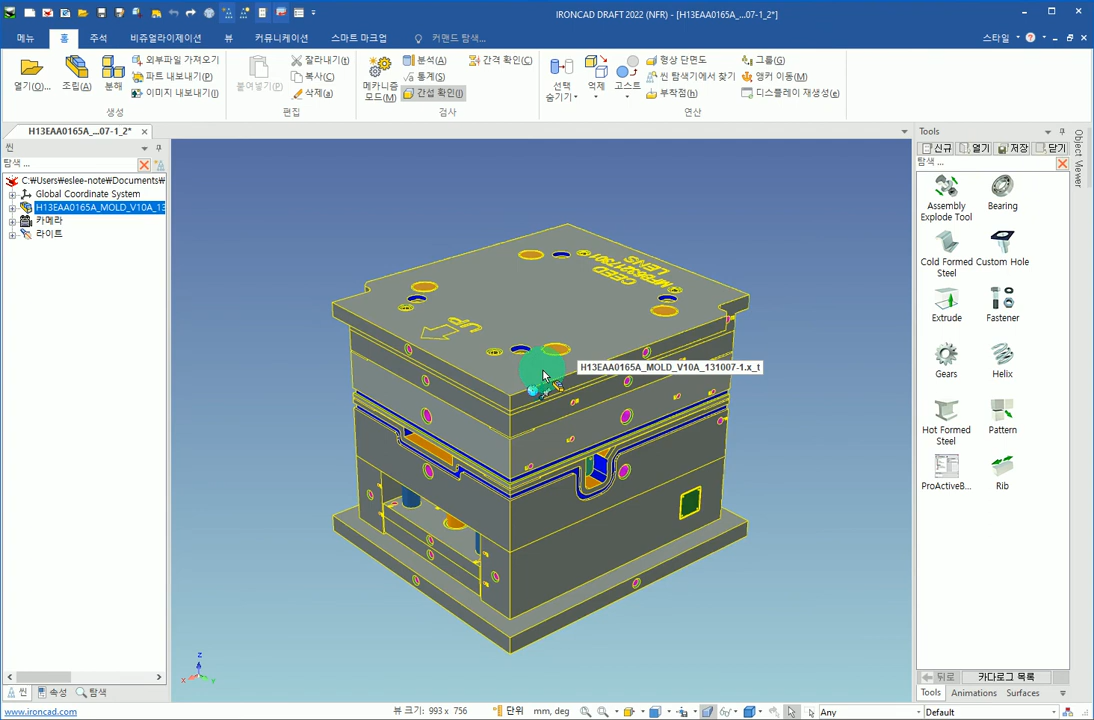 IRONCAD DRAFT 2022 (NFR) - [H13EAA0165A_...07-1_2*]
메뉴
홈
주석
비쥬얼라이제이션
뷰
커뮤니케이션
스마트 마크업
커맨드 탐색...
스타일
열기(O)...
조립(A)
분해
외부파일 가져오기
파트 내보내기(P)
이미지 내보내기(I)
생성
붙여넣기(P)
잘라내기(t)
복사(C)
삭제(a)
편집
메카니즘 모드(M)
분석(A)
통계(S)
간섭 확인(I)
간격 확인(C)
검사
선택 숨기기
억제
고스트
형상 단면도
씬 탐색기에서 찾기
부착점(h)
그룹(G)
앵커 이동(M)
디스플레이 재생성(e)
연산
H13EAA0165A_...07-1_2*
씬
탐색 ...
C:₩Users₩eslee-note₩Documents₩
Global Coordinate System
H13EAA0165A_MOLD_V10A_13
카메라
라이트
씬
속성
탐색
CEED
MFB63217301
LENS
UP
H13EAA0165A_MOLD_V10A_131007-1.x_t
Z
X
Y
Tools
신규
열기
저장
닫기
탐색 ...
Object Viewer
Assembly Explode Tool
Bearing
Cold Formed Steel
Custom Hole
Extrude
Fastener
Gears
Helix
Hot Formed Steel
Pattern
ProActiveB...
Rib
뒤로
카다로그 목록
Tools
Animations
Surfaces
www.ironcad.com
뷰 크기: 993 x 756
단위
mm, deg
Any
Default